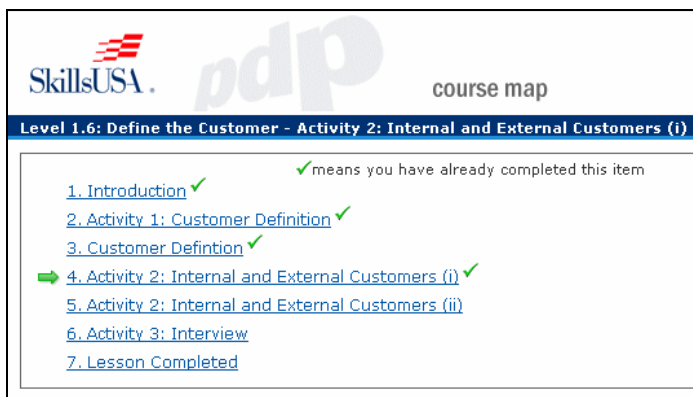 pdp
SkillsUSA.
course map
Level 1.6: Define the Customer - Activity 2: Internal and External Customers (i)
✓means you have already completed this item
1. Introduction ✓
2. Activity 1: Customer Definition ✓
3. Customer Defintion ✓
4. Activity 2: Internal and External Customers (i) ✓
5. Activity 2: Internal and External Customers (ii)
6. Activity 3: Interview
7. Lesson Completed